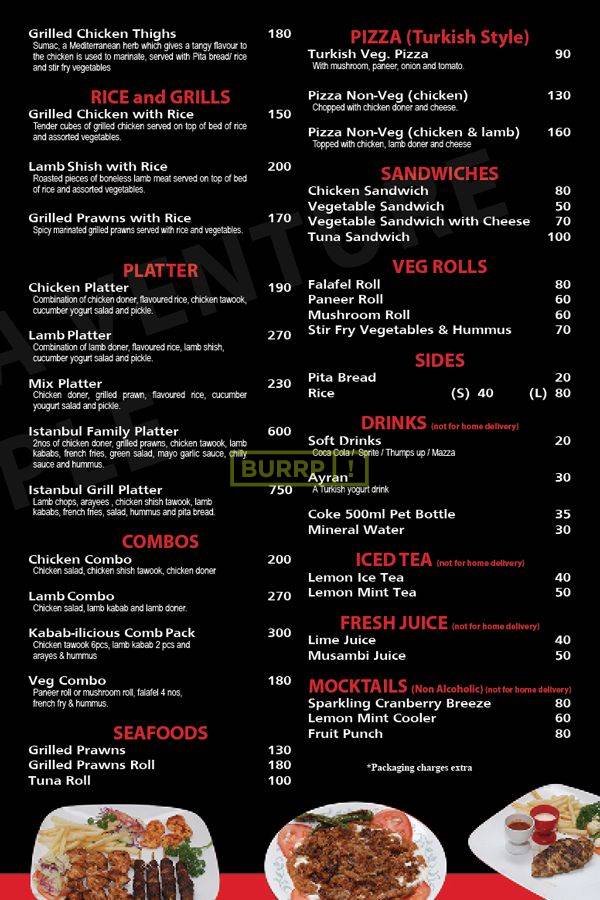 Grilled Chicken Thighs 180
Sumac, a Mediterranean herb which gives a tangy flavour to
the chicken is used to marinate, served with Pita bread/ rice
and stir fry vegetables
RICE and GRILLS
Grilled Chicken with Rice 150
Tender cubes of grilled chicken served on top of bed of rice
and assorted vegetables.
Lamb Shish with Rice 200
Roasted pieces of boneless lamb meat served on top of bed
of rice and assorted vegetables.
Grilled Prawns with Rice 170
Spicy marinated grilled prawns served with rice and vegetables.
PLATTER
Chicken Platter 190
Combination of chicken doner, flavoured rice, chicken tawook,
cucumber yogurt salad and pickle.
Lamb Platter 270
Combination of lamb doner, flavoured rice, lamb shish,
cucumber yogurt salad and pickle.
Mix Platter 230
Chicken doner, grilled prawn, flavoured rice, cucumber
yougurt salad and pickle.
Istanbul Family Platter 600
2nos of chicken doner, grilled prawns, chicken tawook, lamb
kababs, french fries, green salad, mayo garlic sauce, chilly
sauce and hummus.
Istanbul Grill Platter 750
Lamb chops, arayees , chicken shish tawook, lamb
kababs, french fries, salad, hummus and pita bread.
COMBOS
Chicken Combo 200
Chicken salad, chicken shish tawook, chicken doner
Lamb Combo 270
Chicken salad, lamb kabab and lamb doner.
Kabab-ilicious Comb Pack 300
Chicken tawook 6pcs, lamb kabab 2 pcs and
arayes & hummus
Veg Combo 180
Paneer roll or mushroom roll, falafel 4 nos,
french fry & hummus.
SEAFOODS
Grilled Prawns 130
Grilled Prawns Roll 180
Tuna Roll 100
PIZZA (Turkish Style)
Turkish Veg. Pizza 90
With mushroom, paneer, onion and tomato.
Pizza Non-Veg (chicken) 130
Chopped with chicken doner and cheese.
Pizza Non-Veg (chicken & lamb) 160
Topped with chicken, lamb doner and cheese
SANDWICHES
Chicken Sandwich 80
Vegetable Sandwich 50
Vegetable Sandwich with Cheese 70
Tuna Sandwich 100
VEG ROLLS
Falafel Roll 80
Paneer Roll 60
Mushroom Roll 60
Stir Fry Vegetables & Hummus 70
SIDES
Pita Bread 20
Rice (S) 40 (L) 80
DRINKS (not for home delivery)
Soft Drinks 20
Coca Cola / Sprite / Thumps up / Mazza
Ayran 30
A Turkish yogurt drink
Coke 500ml Pet Bottle 35
Mineral Water 30
ICED TEA (not for home delivery)
Lemon Ice Tea 40
Lemon Mint Tea 50
FRESH JUICE (not for home delivery)
Lime Juice 40
Musambi Juice 50
MOCKTAILS (Non Alcoholic) (not for home delivery)
Sparkling Cranberry Breeze 80
Lemon Mint Cooler 60
Fruit Punch 80
*Packaging charges extra
BURRP !
A VENTURE